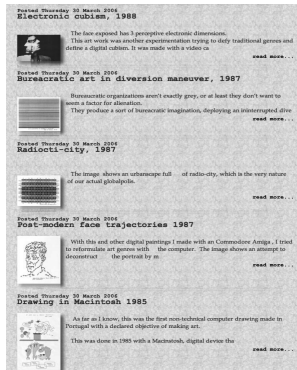 Posted Thursday 30 March 2006
Electronic cubism, 1988
The face exposed has 3 perceptive electronic dimensions.
This art work was another experimentation trying to defy traditional genres and
define a digital cubism. It was made with a video ca
read more...
Posted Thursday 30 March 2006
Bureacratic art in diversion maneuver, 1987
Bureaucratic organizations aren't exactly grey, or at least they don't want to
seem a factor for alienation.
They produce a sort of bureacratic imagination, deploying an ininterrupted dive
read more...
Posted Thursday 30 March 2006
Radiocti-city, 1987
The image shows an urbanscape full of radio-city, which is the very nature
of our actual globalpolis.
read more...
Posted Thursday 30 March 2006
Post-modern face trajectories 1987
With this and other digital paintings I made with an Commodore Amiga , I tried
to reformulate art genres with the computer. The image shows an attempt to
deconstruct the portrait by m
read more...
Posted Thursday 30 March 2006
Drawing in Macintosh 1985
As far as I know, this was the first non-technical computer drawing made in
Portugal with a declared objective of making art.
This was done in 1985 with a Macintosh, digital device tha
read more...